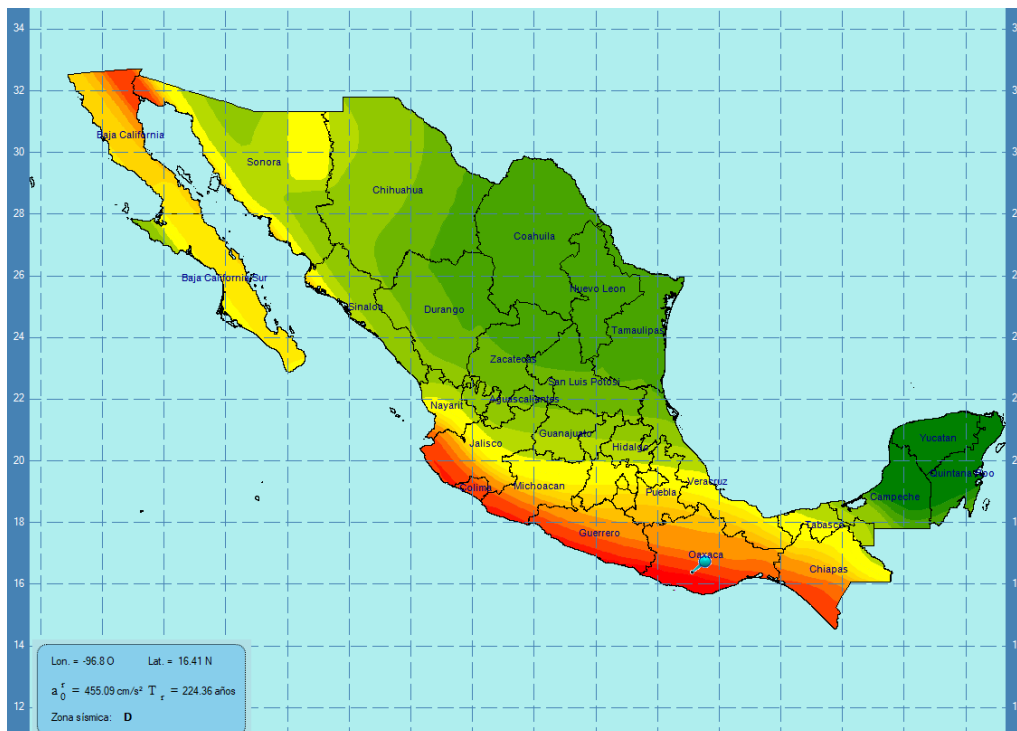 34
32
30
28
26
24
22
20
18
16
14
12
Baja California
Sonora
Chihuahua
Coahuila
Baja California Sur
Nuevo Leon
Sinaloa
Durango
Tamaulipas
Zacatecas
San Luis Potosi
Aguascalientes
Nayarit
Guanajuato
Jalisco
Hidalgo
Yucatan
Quintana Roo
Colima
Michoacan
Puebla
Veracruz
Campeche
Tabasco
Guerrero
Oaxaca
Chiapas
Lon. = -96.8 O Lat. = 16.41 N
a₀ʳ = 455.09 cm/s² Tᵣ = 224.36 años
Zona sísmica: D